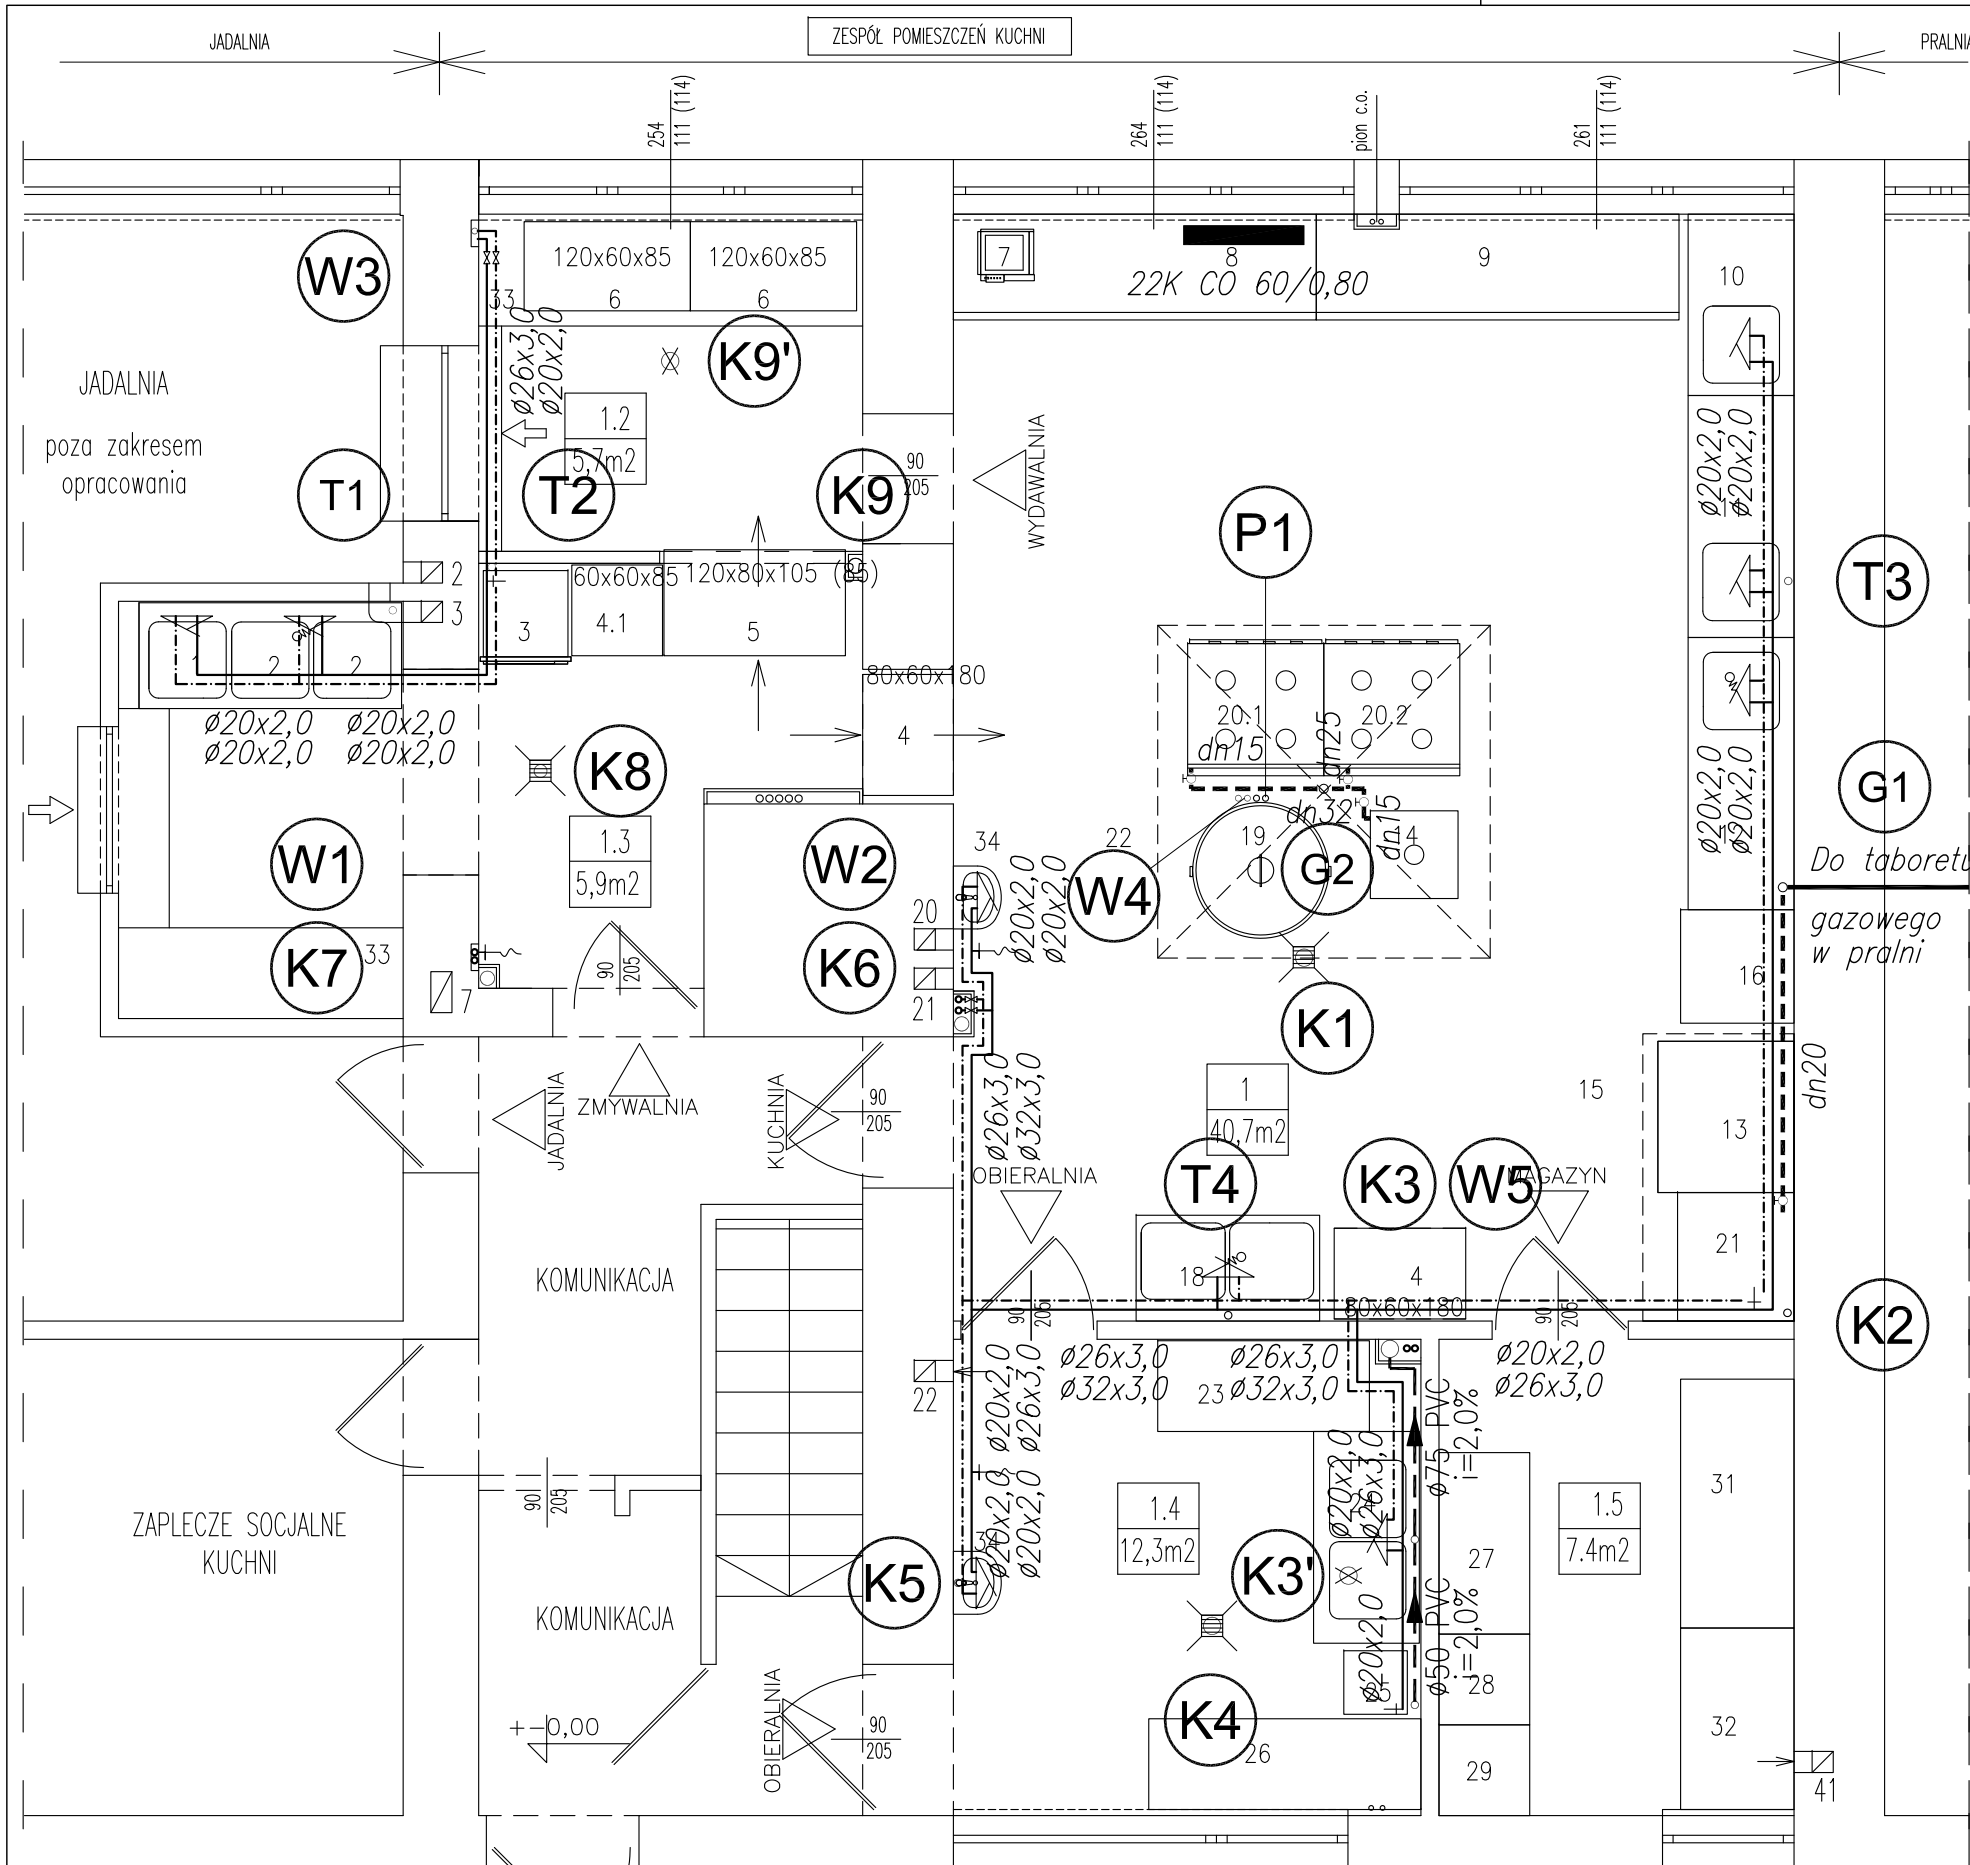 JADALNIA
ZESPÓŁ POMIESZCZEŃ KUCHNI
PRALNIA
254
111 (114)
264
111 (114)
pion c.o.
261
111 (114)
W3
120x60x85
120x60x85
6
6
33
7
8
9
10
22K CO 60/0,80
JADALNIA
poza zakresem
opracowania
ø26x3,0
ø20x2,0
K9'
1.2
5,7m2
T1
T2
K9
90
205
WYDAWALNIA
P1
ø20x2,0
ø20x2,0
T3
2
3
60x60x85
120x80x105 (85)
3
4.1
5
1
2
2
80x60x180
4
20.1
20.2
dn15
dn25
ø20x2,0
ø20x2,0
ø20x2,0
ø20x2,0
K8
dn32
dn15
ø20x2,0
ø20x2,0
G1
1.3
5,9m2
W1
W2
34
22
19
14
W4
G2
Do taboretu
gazowego
w pralni
K7
33
7
90
205
K6
20
21
ø20x2,0
ø20x2,0
16
K1
ø26x3,0
ø32x3,0
1
40,7m2
15
13
dn20
JADALNIA
ZMYWALNIA
KUCHNIA
90
205
OBIERALNIA
T4
K3
W5
MAGAZYN
21
KOMUNIKACJA
18
4
80x60x180
90
205
90
205
K2
22
ø20x2,0
ø26x3,0
ø26x3,0
ø32x3,0
23
ø26x3,0
ø32x3,0
ø20x2,0
ø26x3,0
ø75 PVC
i=2,0%
ø20x2,0
ø26x3,0
24
90
205
ZAPLECZE SOCJALNE
KUCHNI
ø20x2,0
ø20x2,0
34
1.4
12,3m2
1.5
7.4m2
27
31
K5
K3'
KOMUNIKACJA
ø20x2,0
ø50 PVC
i=2,0%
25
28
K4
26
29
32
41
+-0,00
OBIERALNIA
90
205